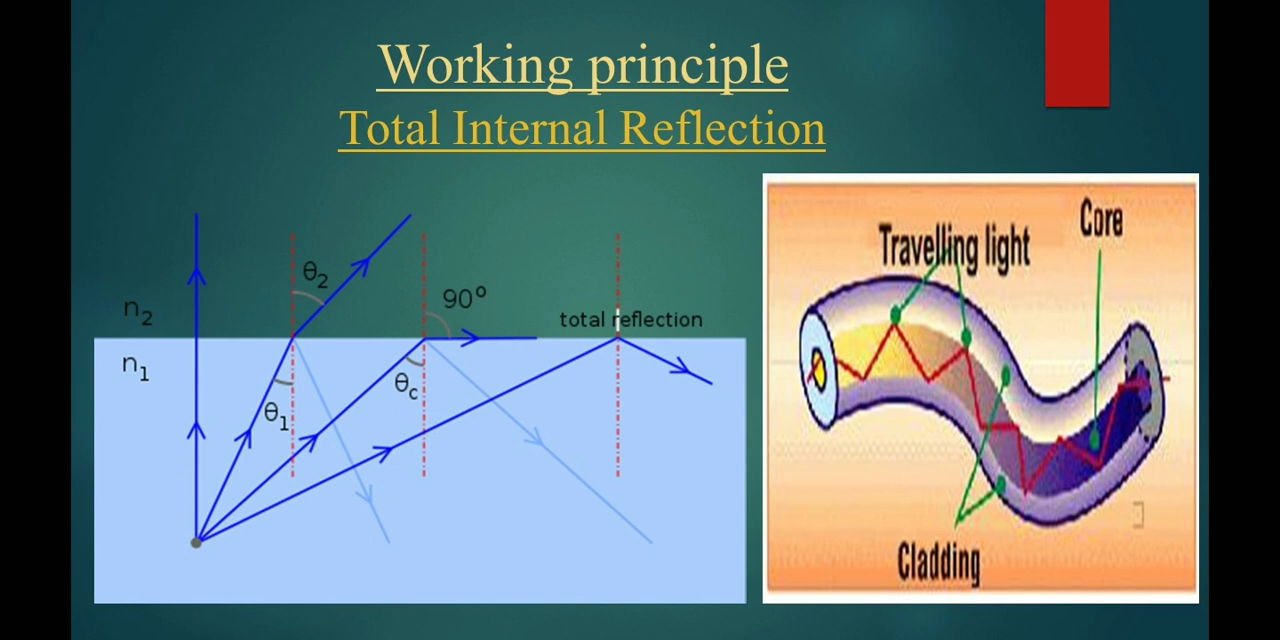 Working principle
Total Internal Reflection
n₂
n₁
θ₂
θ₁
90°
θc
total reflection
Travelling light
Core
Cladding